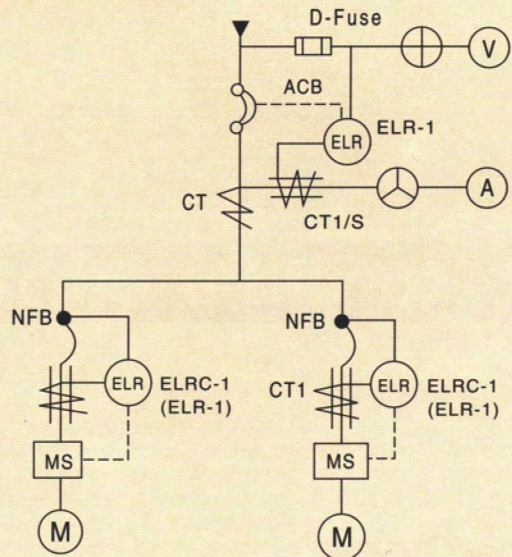 D-Fuse
V
ACB
ELR
ELR-1
CT
CT1/S
A
NFB
ELR
ELRC-1
(ELR-1)
MS
M
NFB
CT1
ELR
ELRC-1
(ELR-1)
MS
M